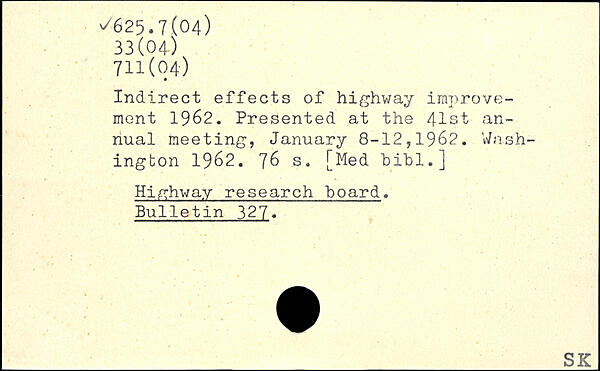 ✓625.7(04)
33(04)
711(04)
Indirect effects of highway improve-
ment 1962. Presented at the 41st an-
nual meeting, January 8-12,1962. Wash-
ington 1962. 76 s. [Med bibl.]
Highway research board.
Bulletin 327.
SK